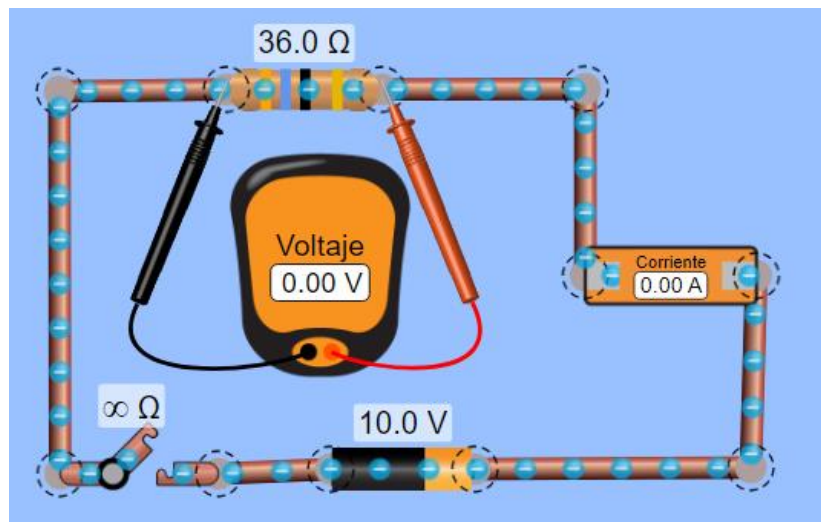 36.0 Ω
Voltaje
0.00 V
Corriente
0.00 A
∞ Ω
10.0 V